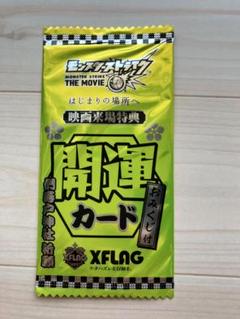 モンスターストライク
MONSTER STRIKE
THE MOVIE
はじまりの場所へ
映画来場特典
開運
カード
おみくじ付
XFLAG
XFLAG